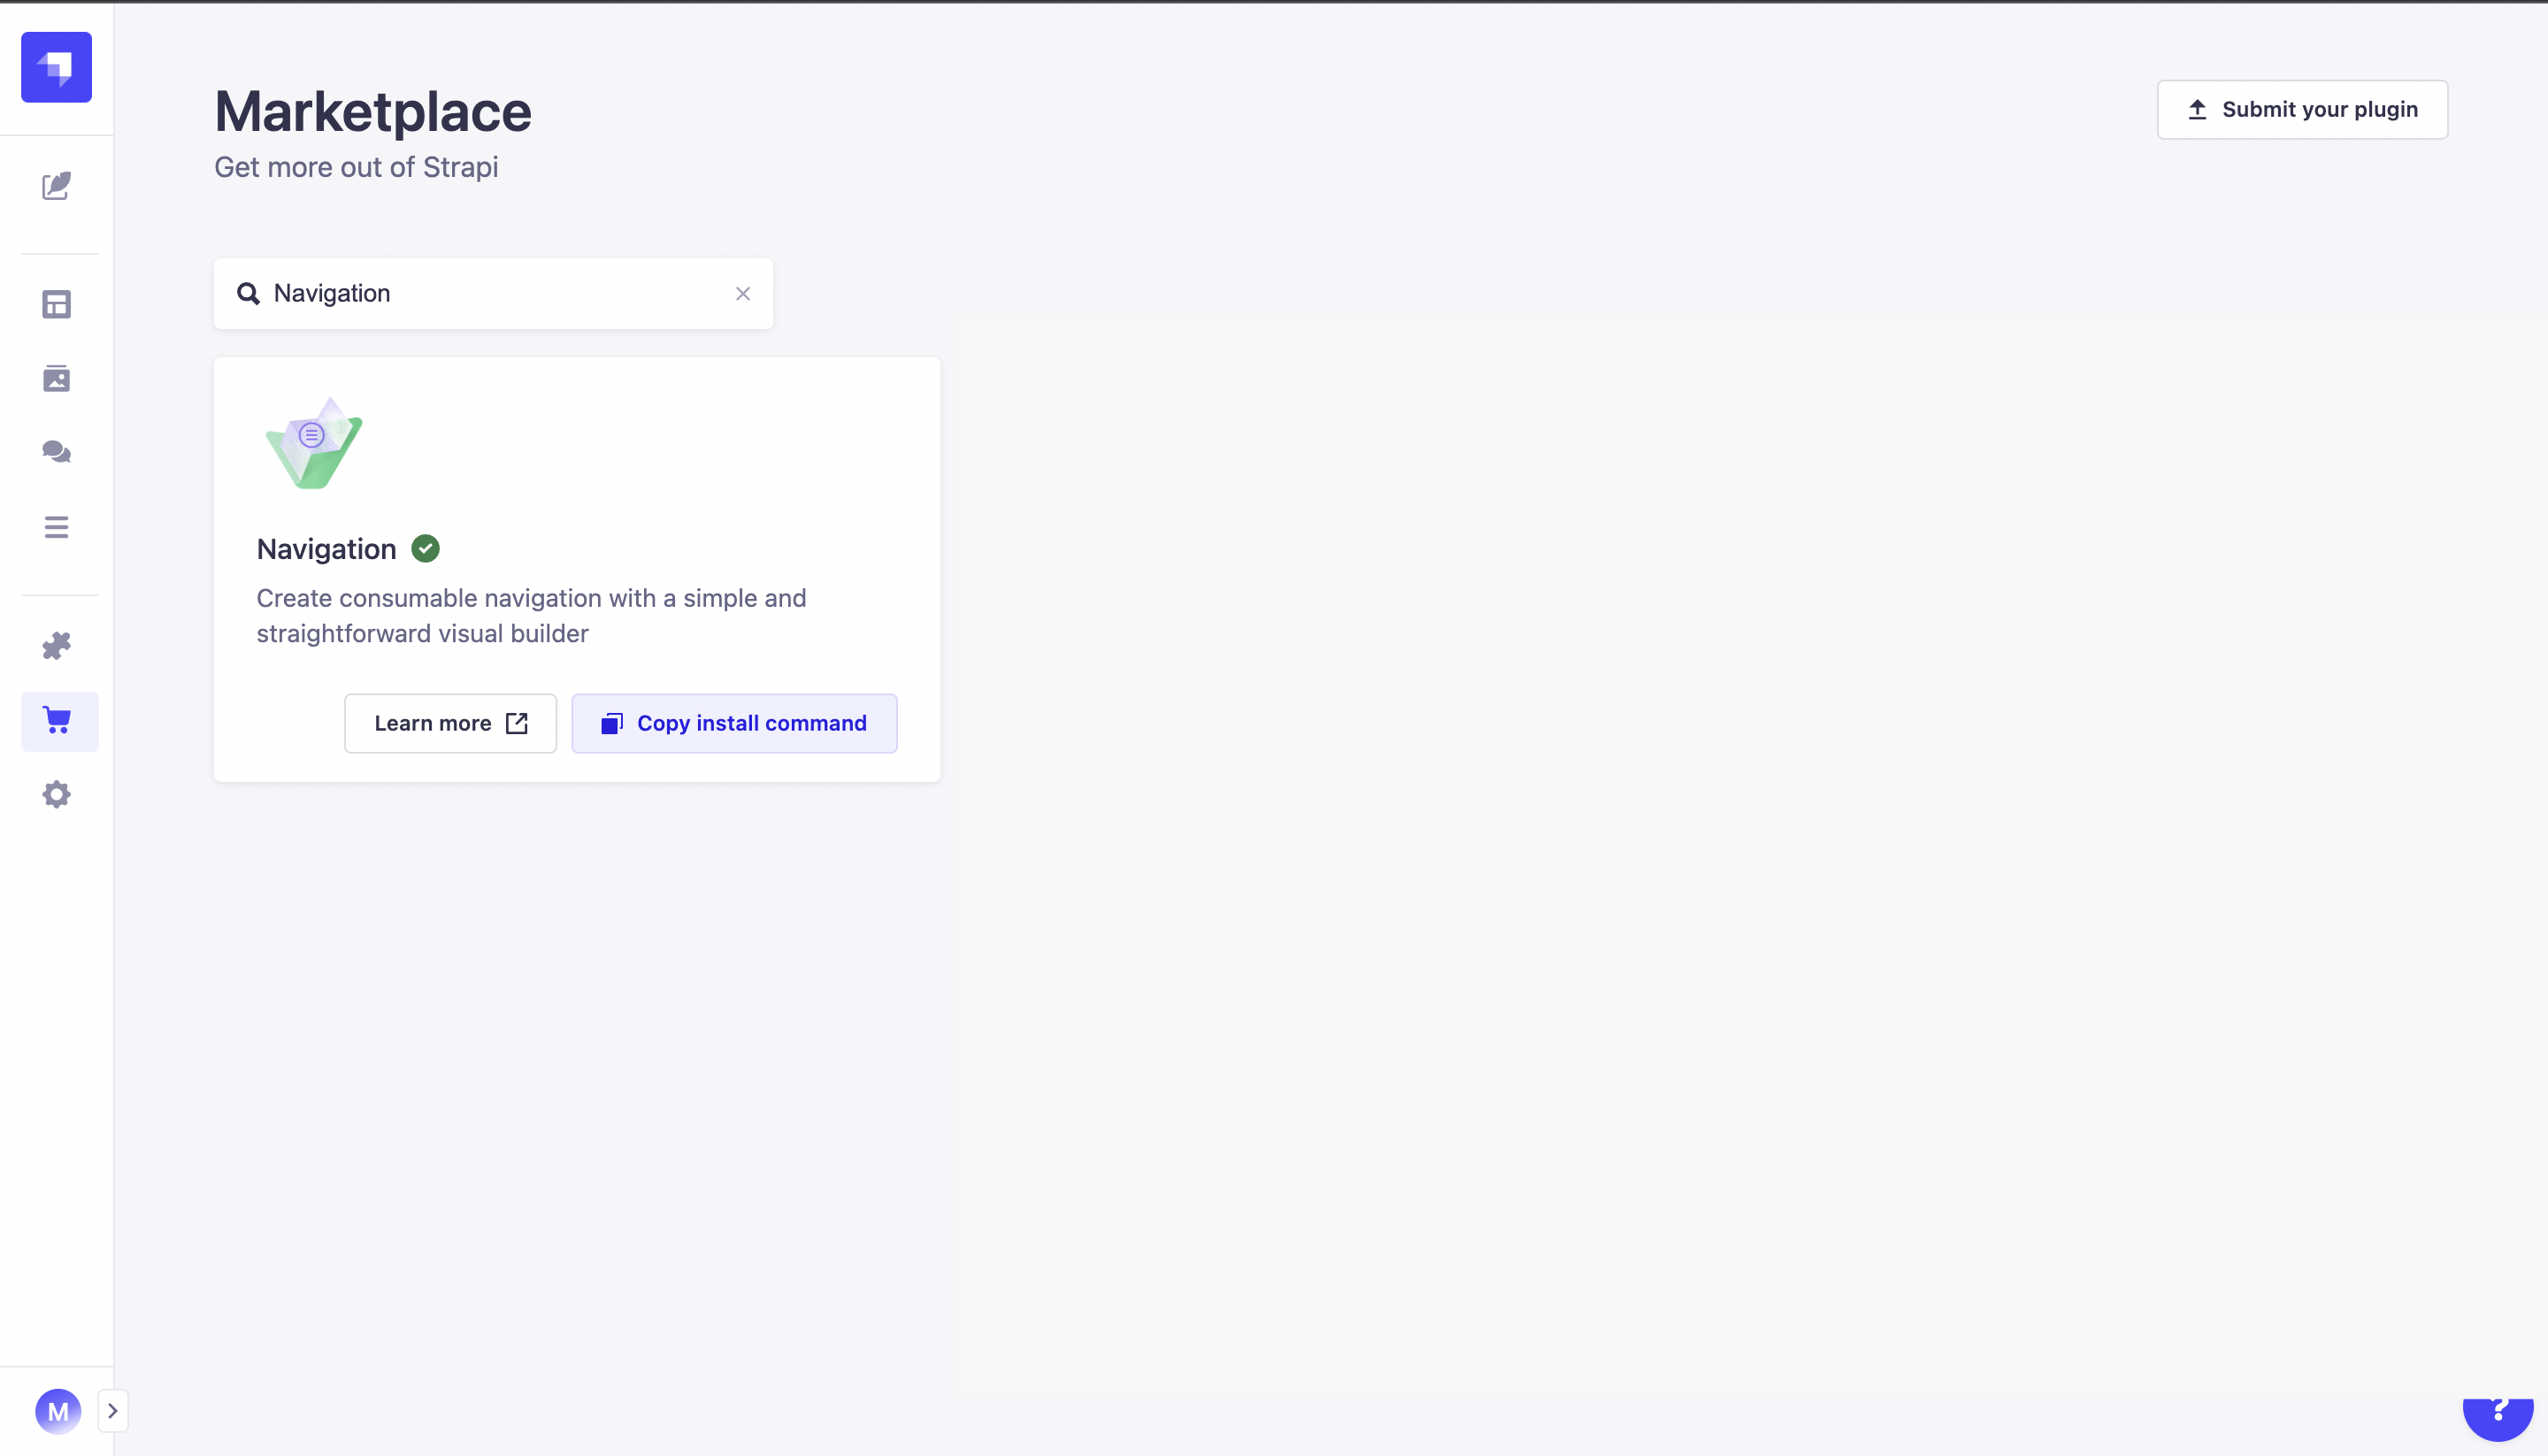 Marketplace
Get more out of Strapi
Submit your plugin
Navigation
Navigation
Create consumable navigation with a simple and
straightforward visual builder
Learn more
Copy install command
M
?